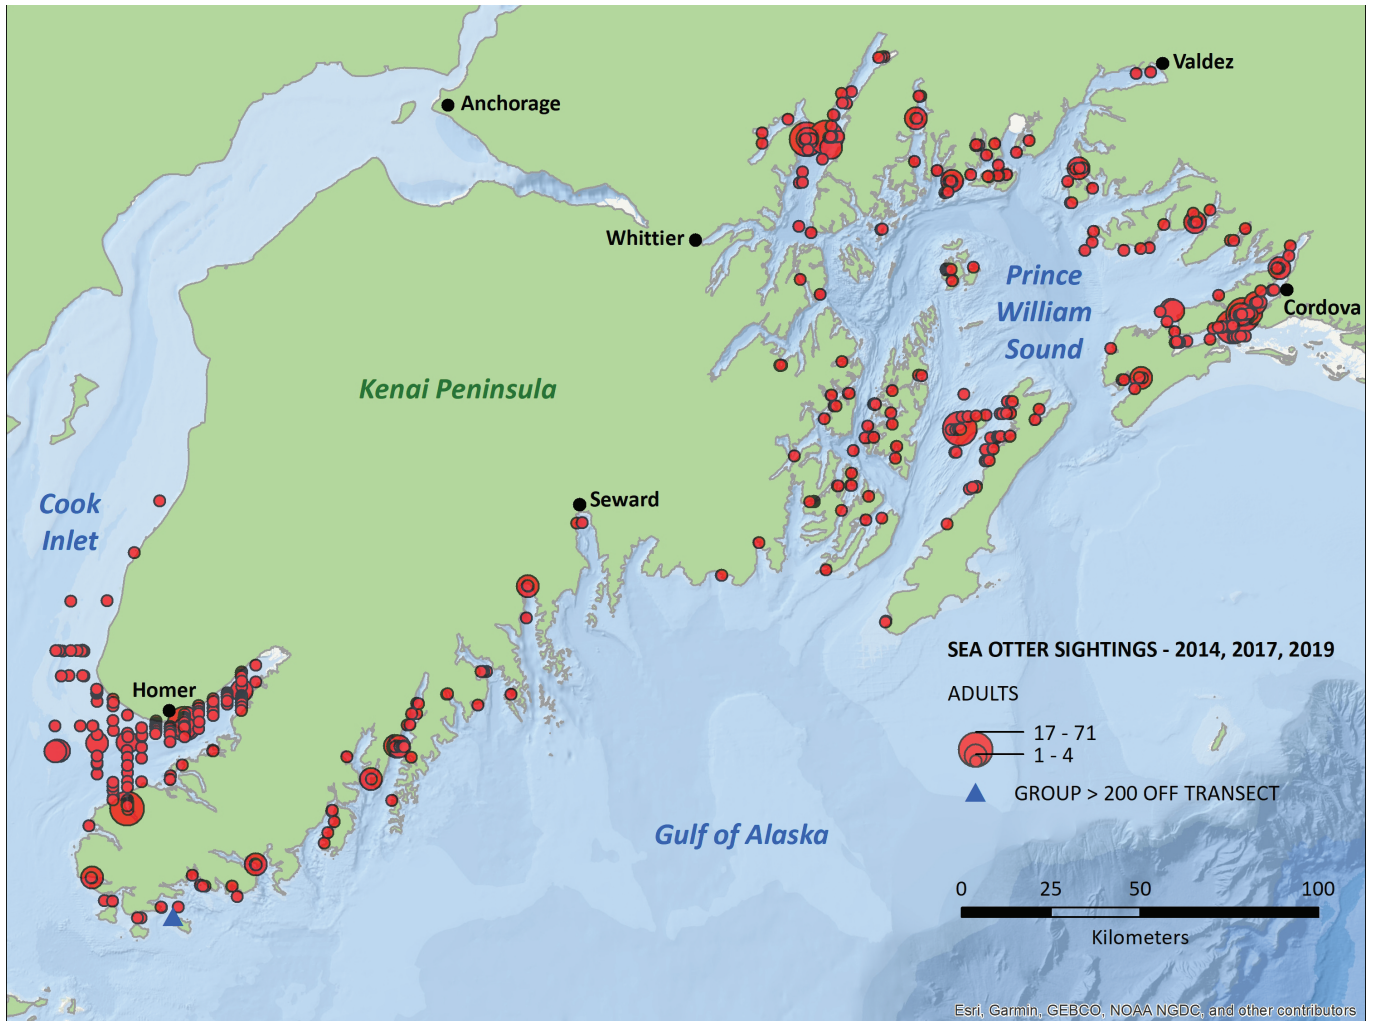 Valdez
Anchorage
Whittier
Prince
William
Sound
Cordova
Kenai Peninsula
Cook
Inlet
Seward
Homer
Gulf of Alaska
SEA OTTER SIGHTINGS - 2014, 2017, 2019
ADULTS
17 - 71
1 - 4
GROUP > 200 OFF TRANSECT
0 25 50 100
Kilometers
Esri, Garmin, GEBCO, NOAA NGDC, and other contributors